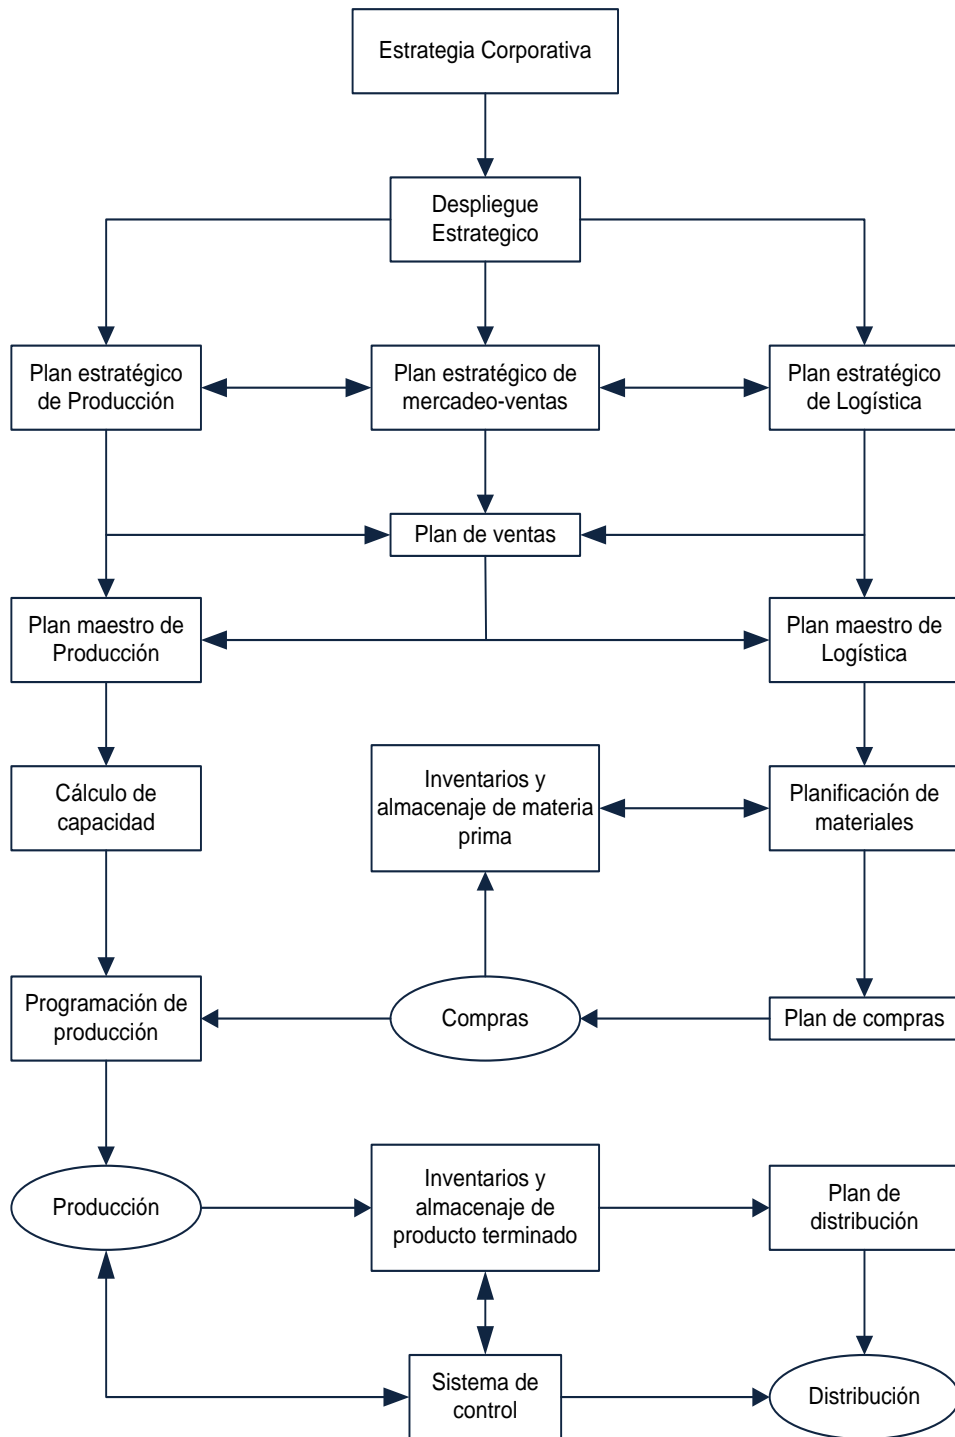 Estrategia Corporativa
Despliegue
Estrategico
Plan estratégico
de Producción
Plan estratégico de
mercadeo-ventas
Plan estratégico
de Logística
Plan de ventas
Plan maestro de
Producción
Plan maestro de
Logística
Cálculo de
capacidad
Inventarios y
almacenaje de materia
prima
Planificación de
materiales
Programación de
producción
Compras
Plan de compras
Producción
Inventarios y
almacenaje de
producto terminado
Plan de
distribución
Sistema de
control
Distribución